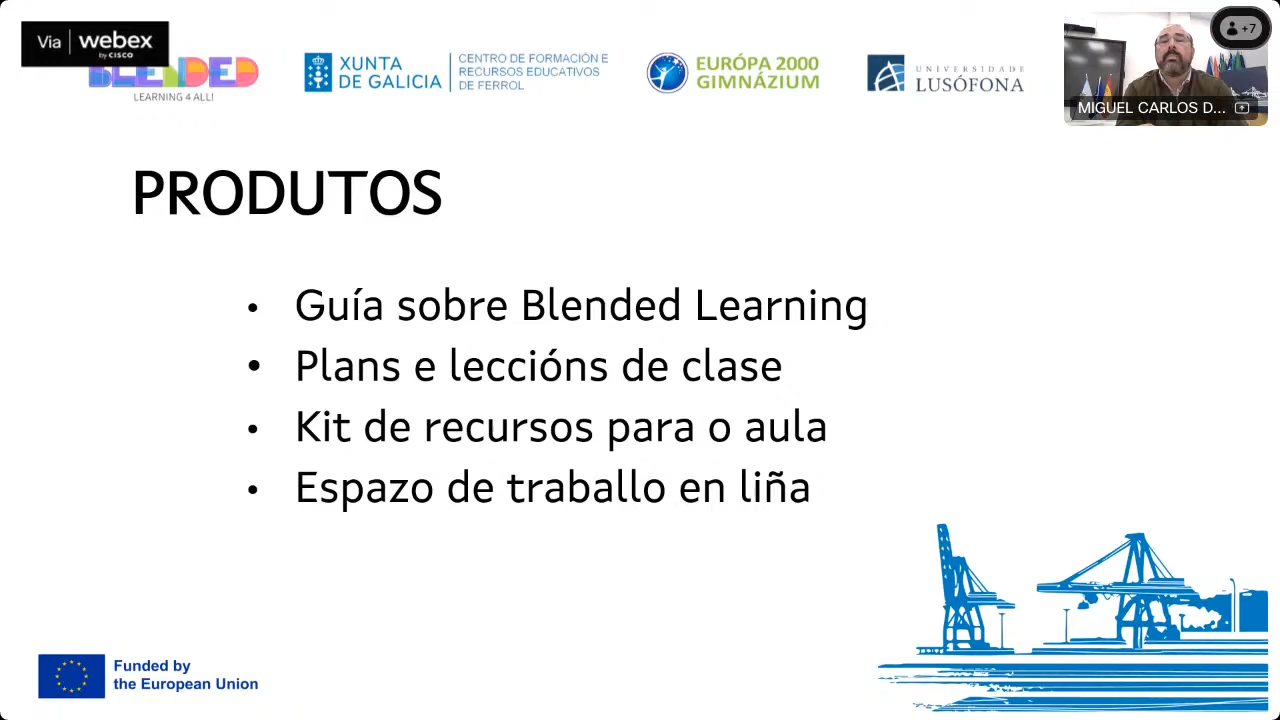 Via webex
by CISCO
BLENDED
LEARNING 4 ALL!
XUNTA
DE GALICIA
CENTRO DE FORMACIÓN E
RECURSOS EDUCATIVOS
DE FERROL
EURÓPA 2000
GIMNÁZIUM
UNIVERSIDADE
LUSÓFONA
+7
MIGUEL CARLOS D...
PRODUTOS
• Guía sobre Blended Learning
• Plans e leccións de clase
• Kit de recursos para o aula
• Espazo de traballo en liña
Funded by
the European Union